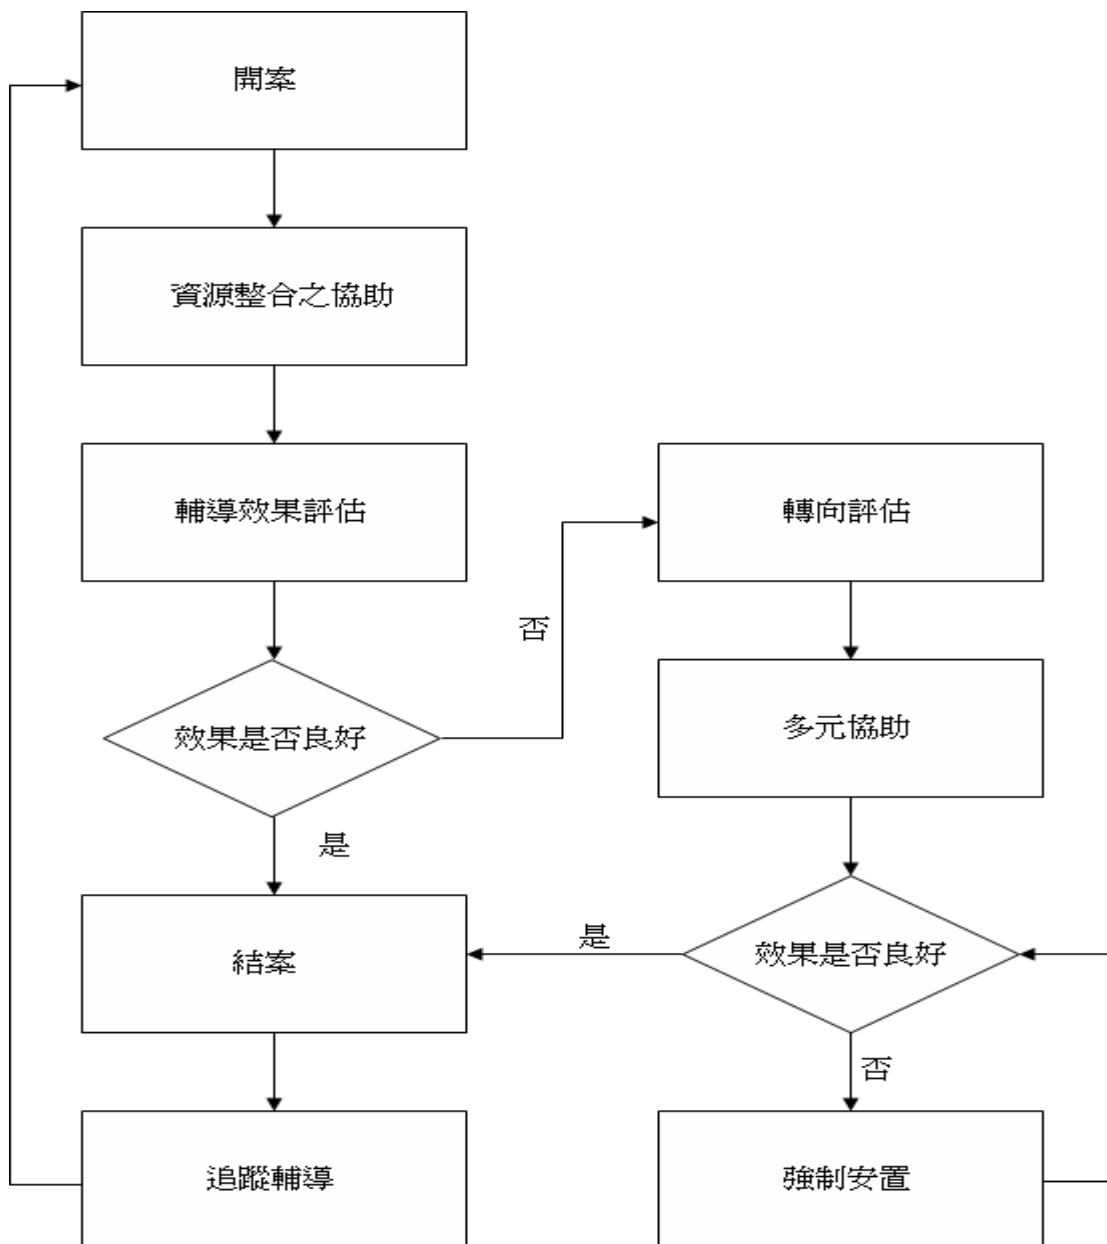 開案
資源整合之協助
輔導效果評估
轉向評估
否
效果是否良好
多元協助
是
結案
是
效果是否良好
否
追蹤輔導
強制安置